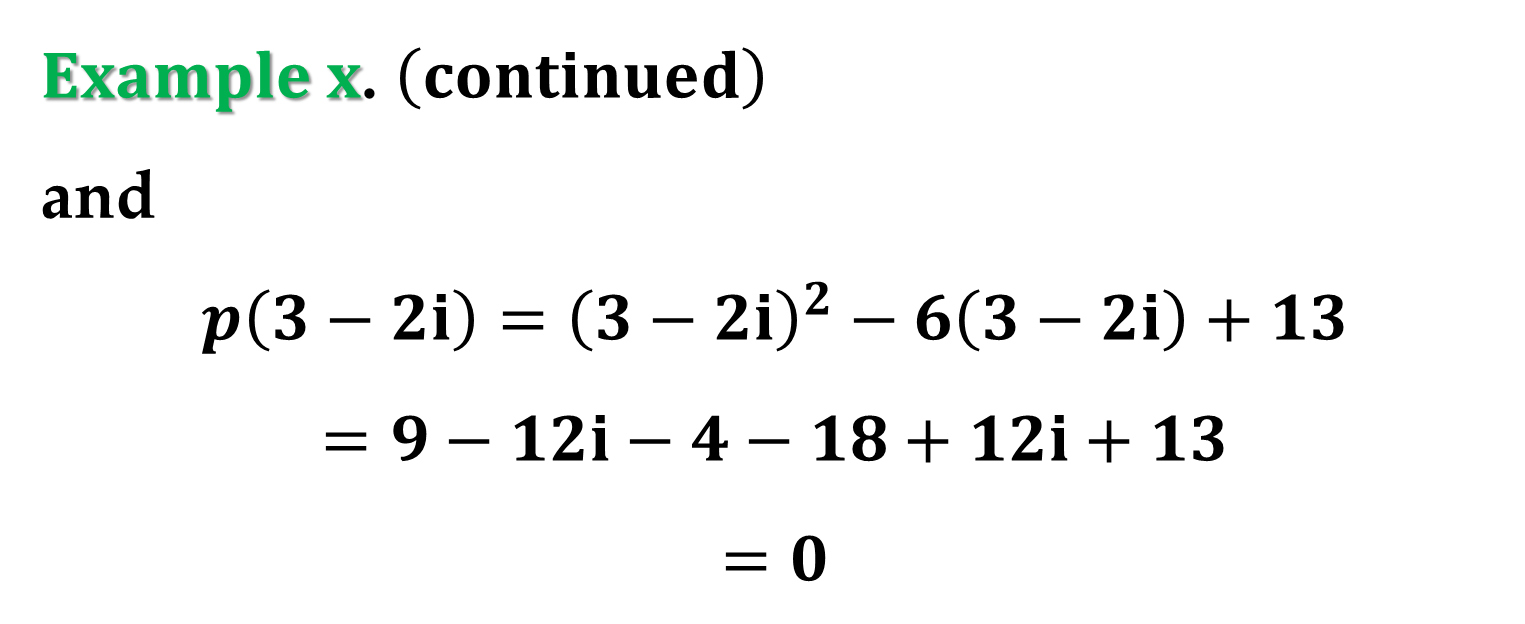 Example x. (continued)
and
p(3 − 2i) = (3 − 2i)² − 6(3 − 2i) + 13
= 9 − 12i − 4 − 18 + 12i + 13
= 0